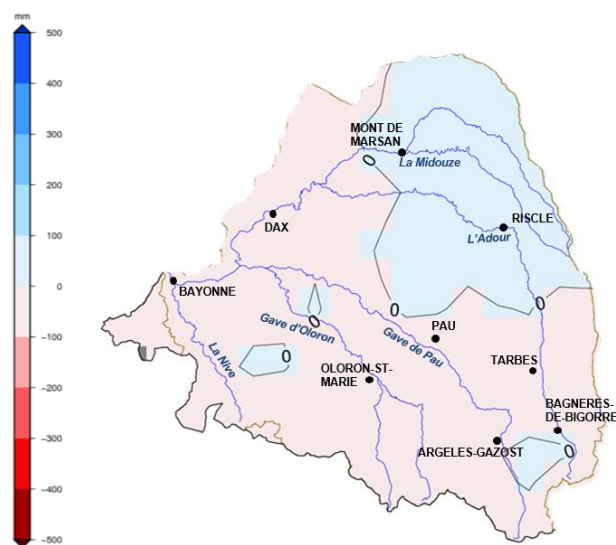 mm
500
400
300
200
100
0
-100
-200
-300
-400
-500
MONT DE
MARSAN
0
La Midouze
DAX
RISCLE
L'Adour
BAYONNE
0
0
0
Gave d'Oloron
PAU
Gave de Pau
La Nive
0
OLORON-ST-
MARIE
TARBES
BAGNERES-
DE-BIGORRE
ARGELES-GAZOST
0